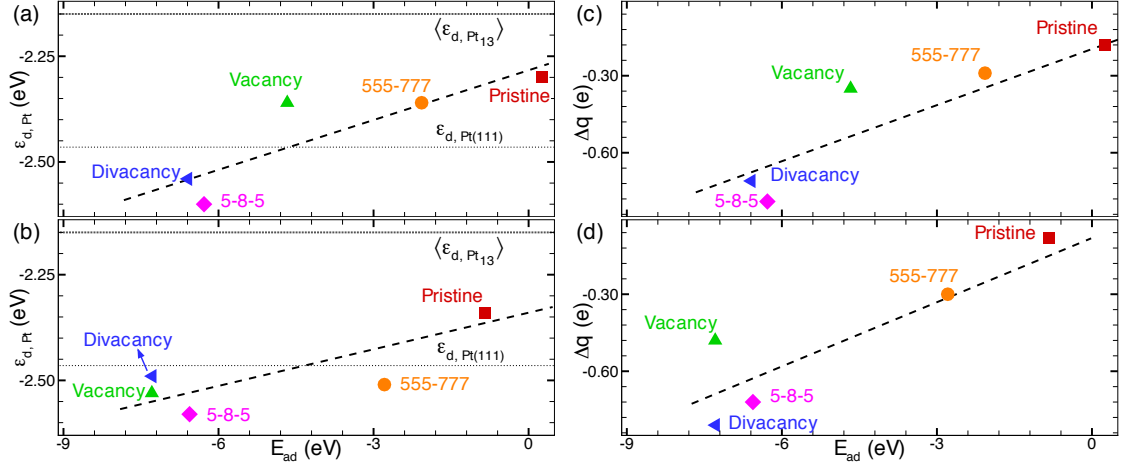 (a)
⟨ε_d, Pt₁₃⟩
-2.25
Vacancy
555-777
Pristine
ε_d, Pt (eV)
ε_d, Pt(111)
-2.50
Divacancy
5-8-5
(c)
Pristine
555-777
-0.30
Vacancy
Δq (e)
-0.60
Divacancy
5-8-5
(b)
⟨ε_d, Pt₁₃⟩
-2.25
Pristine
ε_d, Pt (eV)
Divacancy
ε_d, Pt(111)
-2.50
Vacancy
555-777
5-8-5
-9
-6
-3
0
E_ad (eV)
(d)
Pristine
555-777
-0.30
Δq (e)
Vacancy
-0.60
5-8-5
Divacancy
-9
-6
-3
0
E_ad (eV)